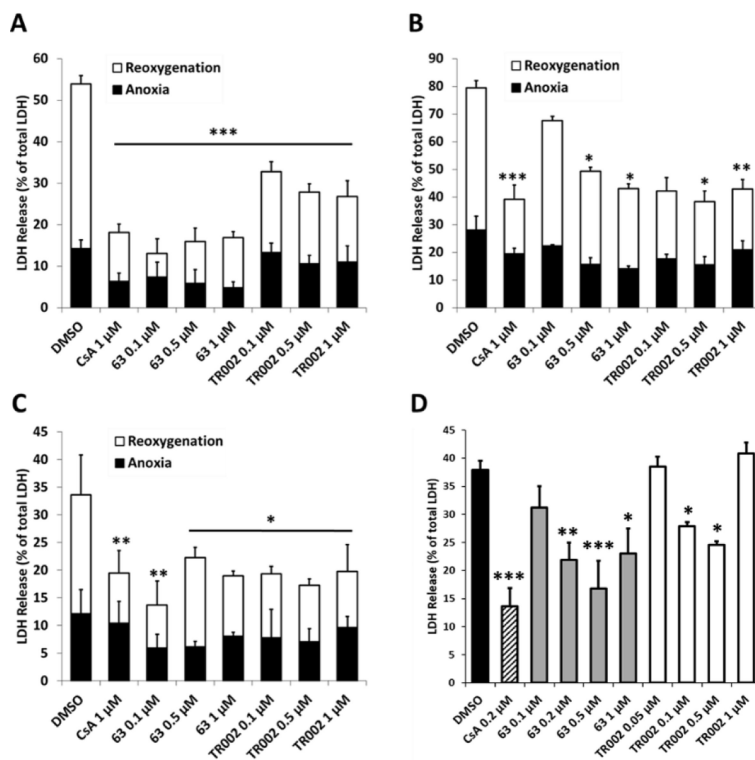 A
LDH Release (% of total LDH)
60
50
40
30
20
10
0
Reoxygenation
Anoxia
***
DMSO
CsA 1 µM
63 0.1 µM
63 0.5 µM
63 1 µM
TR002 0.1 µM
TR002 0.5 µM
TR002 1 µM
B
LDH Release (% of total LDH)
90
80
70
60
50
40
30
20
10
0
Reoxygenation
Anoxia
***
*
*
*
**
DMSO
CsA 1 µM
63 0.1 µM
63 0.5 µM
63 1 µM
TR002 0.1 µM
TR002 0.5 µM
TR002 1 µM
C
LDH Release (% of total LDH)
45
40
35
30
25
20
15
10
5
0
Reoxygenation
Anoxia
**
**
*
DMSO
CsA 1 µM
63 0.1 µM
63 0.5 µM
63 1 µM
TR002 0.1 µM
TR002 0.5 µM
TR002 1 µM
D
LDH Release (% of total LDH)
45
40
35
30
25
20
15
10
5
0
***
**
***
*
*
*
DMSO
CsA 0.2 µM
63 0.1 µM
63 0.2 µM
63 0.5 µM
63 1 µM
TR002 0.05 µM
TR002 0.1 µM
TR002 0.5 µM
TR002 1 µM